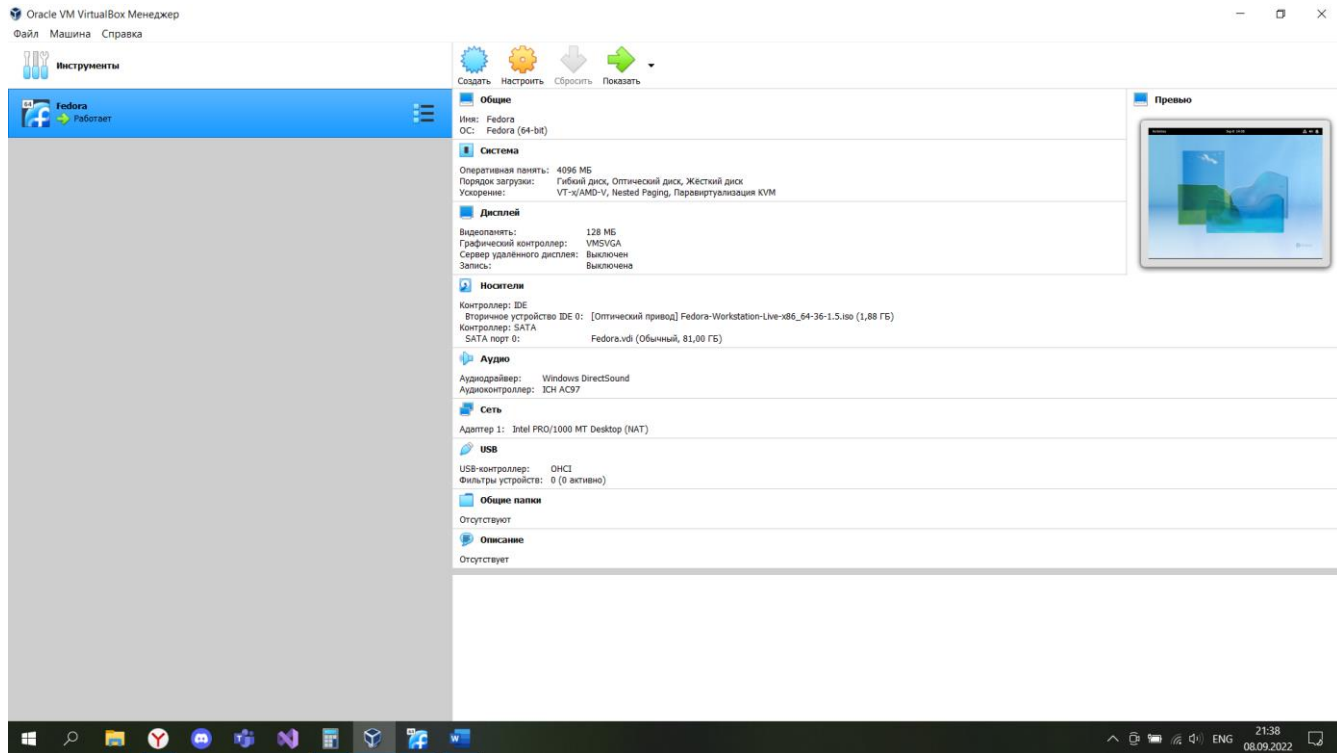 Oracle VM VirtualBox Менеджер
Файл Машина Справка
Инструменты
Создать Настроить Сбросить Показать
64 Fedora
Работает
Общие
Имя: Fedora
ОС: Fedora (64-bit)
Система
Оперативная память: 4096 МБ
Порядок загрузки: Гибкий диск, Оптический диск, Жёсткий диск
Ускорение: VT-x/AMD-V, Nested Paging, Паравиртуализация KVM
Дисплей
Видеопамять: 128 МБ
Графический контроллер: VMSVGA
Сервер удалённого дисплея: Выключен
Запись: Выключена
Носители
Контроллер: IDE
Вторичное устройство IDE 0: [Оптический привод] Fedora-Workstation-Live-x86_64-36-1.5.iso (1,88 ГБ)
Контроллер: SATA
SATA порт 0: Fedora.vdi (Обычный, 81,00 ГБ)
Аудио
Аудиодрайвер: Windows DirectSound
Аудиоконтроллер: ICH AC97
Сеть
Адаптер 1: Intel PRO/1000 MT Desktop (NAT)
USB
USB-контроллер: OHCI
Фильтры устройств: 0 (0 активно)
Общие папки
Отсутствуют
Описание
Отсутствует
Превью
ENG
21:38
08.09.2022